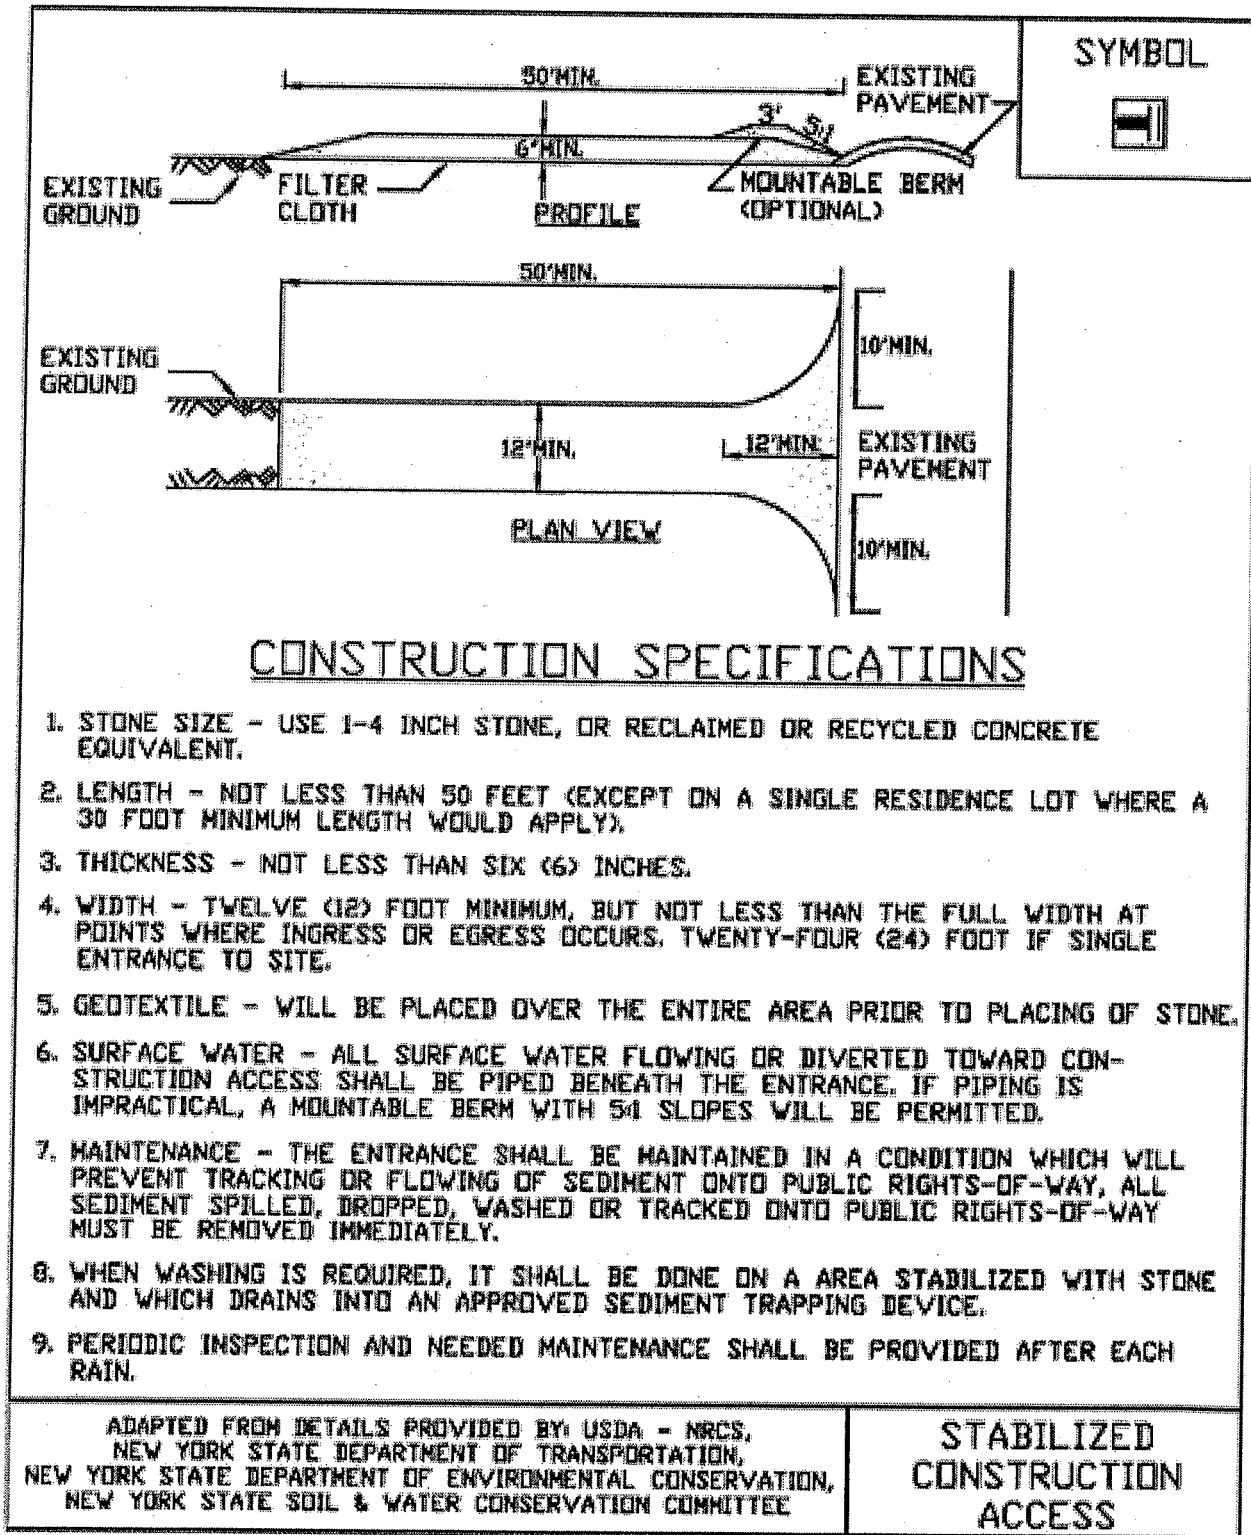 SYMBOL
50'MIN.
EXISTING
PAVEMENT
3'
5:1
6"MIN.
EXISTING
GROUND
FILTER
CLOTH
PROFILE
MOUNTABLE BERM
(OPTIONAL)
50'MIN.
10'MIN.
EXISTING
GROUND
12'MIN.
12'MIN.
EXISTING
PAVEMENT
PLAN VIEW
10'MIN.
CONSTRUCTION SPECIFICATIONS
1. STONE SIZE - USE 1-4 INCH STONE, OR RECLAIMED OR RECYCLED CONCRETE
EQUIVALENT.
2. LENGTH - NOT LESS THAN 50 FEET (EXCEPT ON A SINGLE RESIDENCE LOT WHERE A
30 FOOT MINIMUM LENGTH WOULD APPLY).
3. THICKNESS - NOT LESS THAN SIX (6) INCHES.
4. WIDTH - TWELVE (12) FOOT MINIMUM, BUT NOT LESS THAN THE FULL WIDTH AT
POINTS WHERE INGRESS OR EGRESS OCCURS. TWENTY-FOUR (24) FOOT IF SINGLE
ENTRANCE TO SITE.
5. GEOTEXTILE - WILL BE PLACED OVER THE ENTIRE AREA PRIOR TO PLACING OF STONE.
6. SURFACE WATER - ALL SURFACE WATER FLOWING OR DIVERTED TOWARD CON-
STRUCTION ACCESS SHALL BE PIPED BENEATH THE ENTRANCE. IF PIPING IS
IMPRACTICAL, A MOUNTABLE BERM WITH 5:1 SLOPES WILL BE PERMITTED.
7. MAINTENANCE - THE ENTRANCE SHALL BE MAINTAINED IN A CONDITION WHICH WILL
PREVENT TRACKING OR FLOWING OF SEDIMENT ONTO PUBLIC RIGHTS-OF-WAY, ALL
SEDIMENT SPILLED, DROPPED, WASHED OR TRACKED ONTO PUBLIC RIGHTS-OF-WAY
MUST BE REMOVED IMMEDIATELY.
8. WHEN WASHING IS REQUIRED, IT SHALL BE DONE ON A AREA STABILIZED WITH STONE
AND WHICH DRAINS INTO AN APPROVED SEDIMENT TRAPPING DEVICE.
9. PERIODIC INSPECTION AND NEEDED MAINTENANCE SHALL BE PROVIDED AFTER EACH
RAIN.
ADAPTED FROM DETAILS PROVIDED BY: USDA - NRCS,
NEW YORK STATE DEPARTMENT OF TRANSPORTATION,
NEW YORK STATE DEPARTMENT OF ENVIRONMENTAL CONSERVATION,
NEW YORK STATE SOIL & WATER CONSERVATION COMMITTEE
STABILIZED
CONSTRUCTION
ACCESS